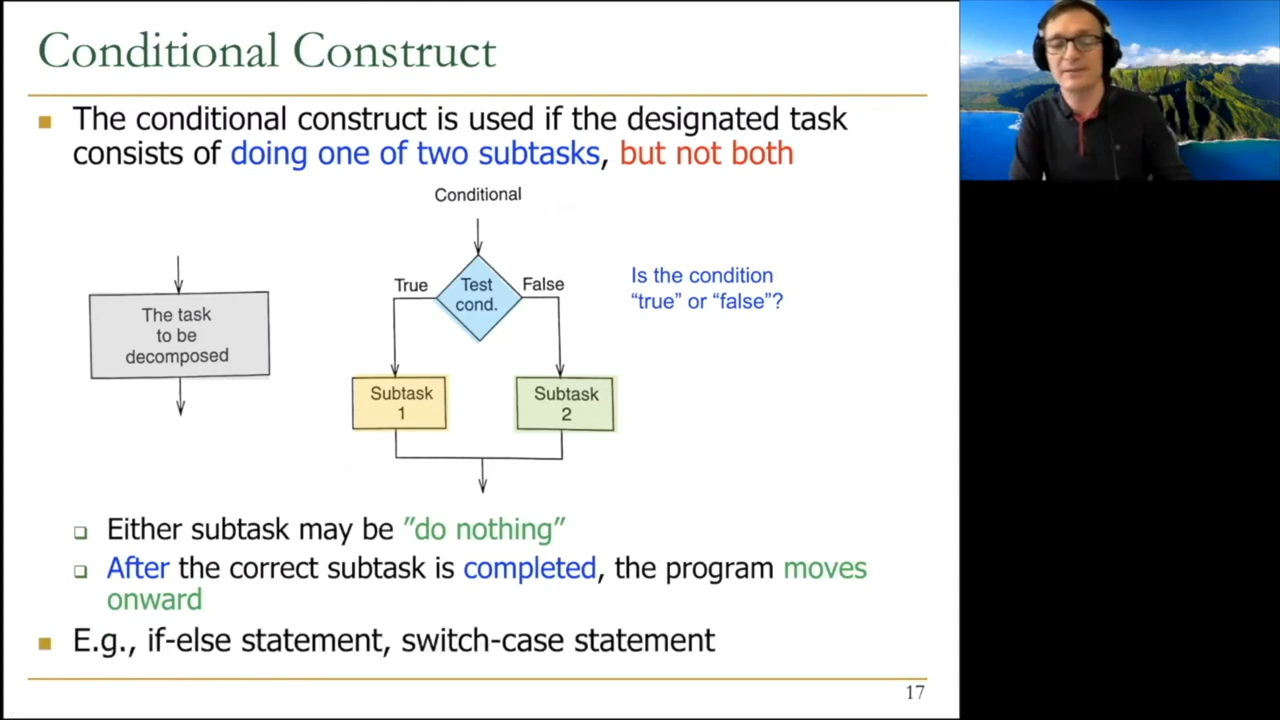 Conditional Construct
The conditional construct is used if the designated task
consists of doing one of two subtasks, but not both
Conditional
The task
to be
decomposed
True
Test
cond.
False
Is the condition
“true” or “false”?
Subtask
1
Subtask
2
Either subtask may be ”do nothing”
After the correct subtask is completed, the program moves
onward
E.g., if-else statement, switch-case statement
17